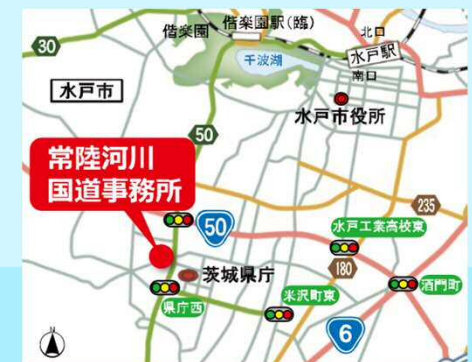 偕楽園
偕楽園駅(臨)
北口
水戸駅
南口
千波湖
30
水戸市
水戸市役所
50
常陸河川
国道事務所
50
水戸工業高校東
235
180
茨城県庁
県庁西
米沢町東
酒門町
6